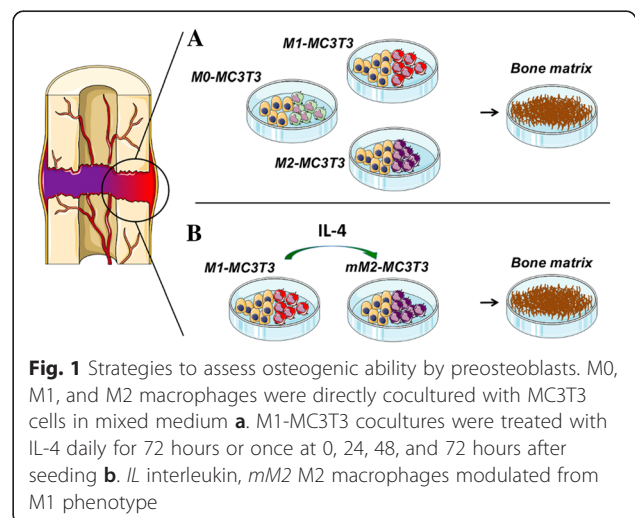 A
M1-MC3T3
M0-MC3T3
Bone matrix
M2-MC3T3
B
IL-4
M1-MC3T3
mM2-MC3T3
Bone matrix
Fig. 1 Strategies to assess osteogenic ability by preosteoblasts. M0,
M1, and M2 macrophages were directly cocultured with MC3T3
cells in mixed medium a. M1-MC3T3 cocultures were treated with
IL-4 daily for 72 hours or once at 0, 24, 48, and 72 hours after
seeding b. IL interleukin, mM2 M2 macrophages modulated from
M1 phenotype